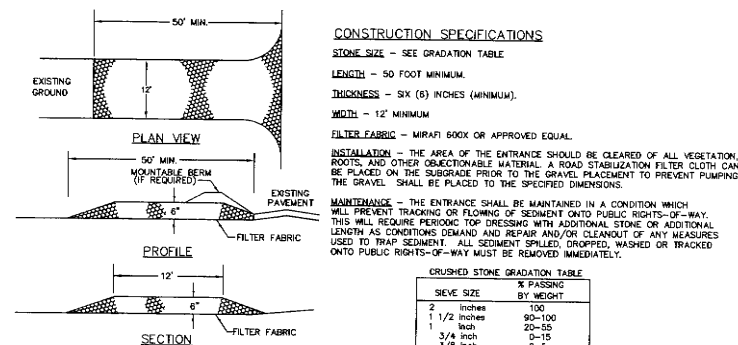 50' MIN.
EXISTING
GROUND
12'
PLAN VIEW
50' MIN.
MOUNTABLE BERM
(IF REQUIRED)
EXISTING
PAVEMENT
6"
FILTER FABRIC
PROFILE
12'
6"
FILTER FABRIC
SECTION
CONSTRUCTION SPECIFICATIONS
STONE SIZE - SEE GRADATION TABLE
LENGTH - 50 FOOT MINIMUM.
THICKNESS - SIX (6) INCHES (MINIMUM).
WIDTH - 12' MINIMUM
FILTER FABRIC - MIRAFI 600X OR APPROVED EQUAL.
INSTALLATION - THE AREA OF THE ENTRANCE SHOULD BE CLEARED OF ALL VEGETATION,
ROOTS, AND OTHER OBJECTIONABLE MATERIAL. A ROAD STABILIZATION FILTER CLOTH CAN
BE PLACED ON THE SUBGRADE PRIOR TO THE GRAVEL PLACEMENT TO PREVENT PUMPING
THE GRAVEL SHALL BE PLACED TO THE SPECIFIED DIMENSIONS.
MAINTENANCE - THE ENTRANCE SHALL BE MAINTAINED IN A CONDITION WHICH
WILL PREVENT TRACKING OR FLOWING OF SEDIMENT ONTO PUBLIC RIGHTS-OF-WAY.
THIS WILL REQUIRE PERIODIC TOP DRESSING WITH ADDITIONAL STONE OR ADDITIONAL
LENGTH AS CONDITIONS DEMAND AND REPAIR AND/OR CLEANOUT OF ANY MEASURES
USED TO TRAP SEDIMENT. ALL SEDIMENT SPILLED, DROPPED, WASHED OR TRACKED
ONTO PUBLIC RIGHTS-OF-WAY MUST BE REMOVED IMMEDIATELY.
CRUSHED STONE GRADATION TABLE
SIEVE SIZE % PASSING BY WEIGHT
2 inches 100
1 1/2 inches 90-100
1 inch 20-55
3/4 inch 0-15